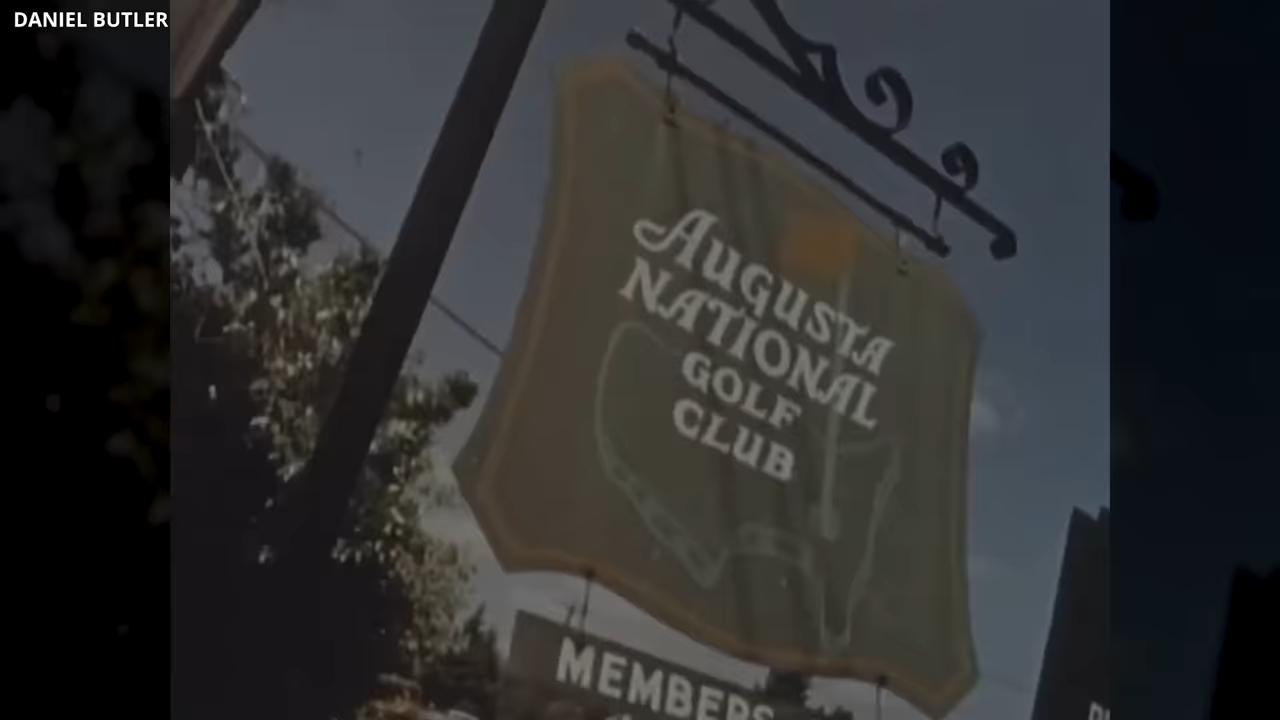 DANIEL BUTLER
AUGUSTA
NATIONAL
GOLF
CLUB
MEMBERS